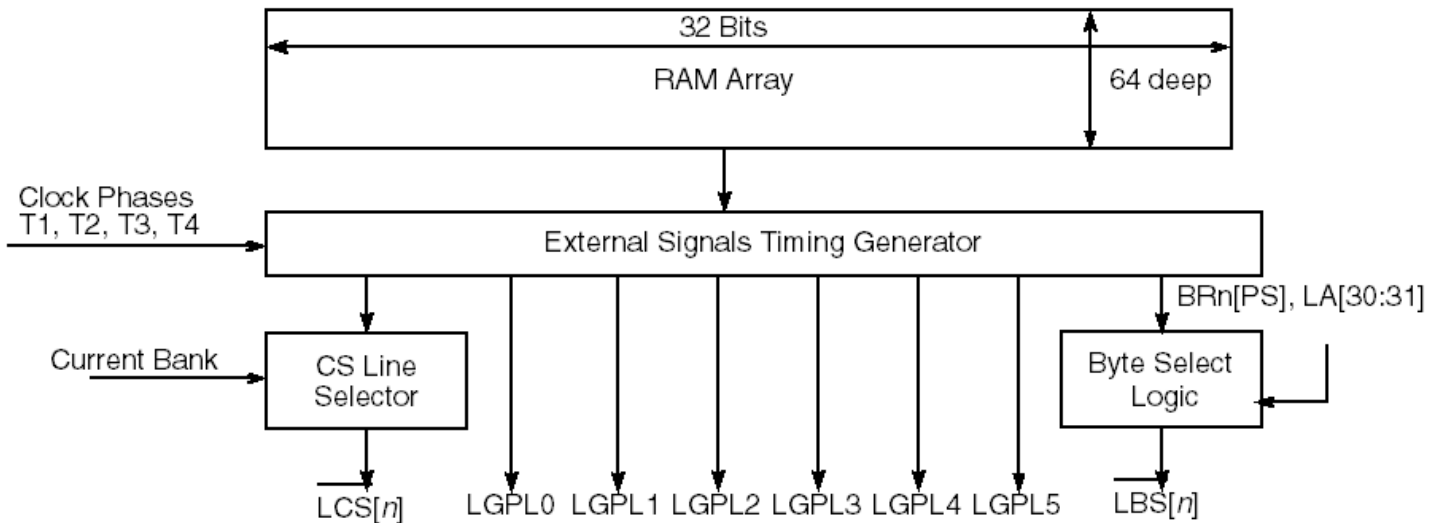 32 Bits
RAM Array
64 deep
Clock Phases
T1, T2, T3, T4
External Signals Timing Generator
BRn[PS], LA[30:31]
Current Bank
CS Line
Selector
Byte Select
Logic
LCS[n]
LGPL0
LGPL1
LGPL2
LGPL3
LGPL4
LGPL5
LBS[n]